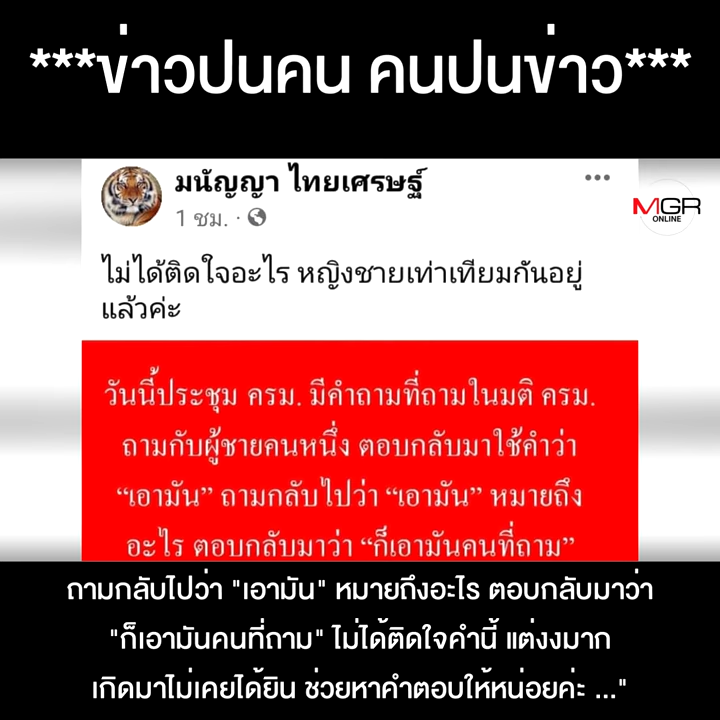 ***ข่าวปนคน คนปนข่าว***
มนัญญา ไทยเศรษฐ์
1 ชม. ·
MGR
ONLINE
ไม่ได้ติดใจอะไร หญิงชายเท่าเทียมกันอยู่
แล้วค่ะ
วันนี้ประชุม ครม. มีคำถามที่ถามในมติ ครม.
ถามกับผู้ชายคนหนึ่ง ตอบกลับมาใช้คำว่า
“เอามัน” ถามกลับไปว่า “เอามัน” หมายถึง
อะไร ตอบกลับมาว่า “ก็เอามันคนที่ถาม”
ถามกลับไปว่า "เอามัน" หมายถึงอะไร ตอบกลับมาว่า
"ก็เอามันคนที่ถาม" ไม่ได้ติดใจคำนี้ แต่งงมาก
เกิดมาไม่เคยได้ยิน ช่วยหาคำตอบให้หน่อยค่ะ ..."